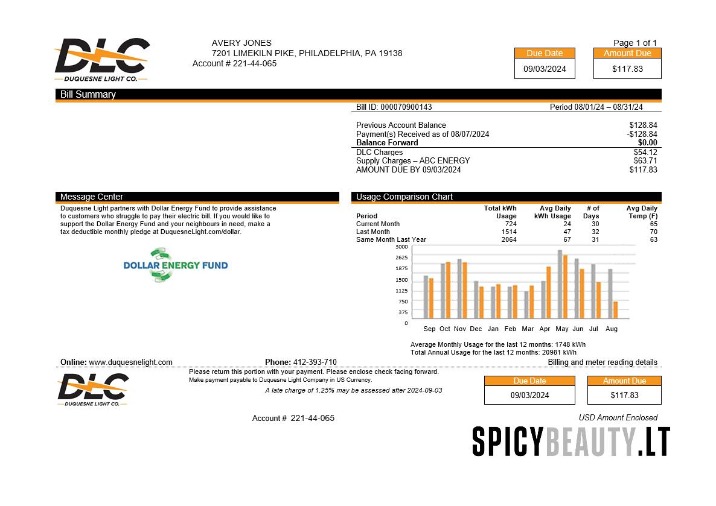 DLC
DUQUESNE LIGHT CO.
AVERY JONES
7201 LIMEKILN PIKE, PHILADELPHIA, PA 19138
Account # 221-44-065
Page 1 of 1
Due Date Amount Due
09/03/2024 $117.83
Bill Summary
Bill ID: 000070900143 Period 08/01/24 – 08/31/24
Previous Account Balance $128.84
Payment(s) Received as of 08/07/2024 -$128.84
Balance Forward $0.00
DLC Charges $54.12
Supply Charges – ABC ENERGY $63.71
AMOUNT DUE BY 09/03/2024 $117.83
Message Center
Duquesne Light partners with Dollar Energy Fund to provide assistance
to customers who struggle to pay their electric bill. If you would like to
support the Dollar Energy Fund and your neighbours in need, make a
tax deductible monthly pledge at DuquesneLight.com/dollar.
DOLLAR ENERGY FUND
Usage Comparison Chart
Total kWh Avg Daily # of Avg Daily
Period Usage kWh Usage Days Temp (F)
Current Month 724 24 30 65
Last Month 1514 47 32 70
Same Month Last Year 2064 67 31 63
3000
2625
1875
1500
1125
750
375
0
Sep Oct Nov Dec Jan Feb Mar Apr May Jun Jul Aug
Average Monthly Usage for the last 12 months: 1748 kWh
Total Annual Usage for the last 12 months: 20981 kWh
Online: www.duquesnelight.com Phone: 412-393-710 Billing and meter reading details
Please return this portion with your payment. Please enclose check facing forward.
Make payment payable to Duquesne Light Company in US Currency.
A late charge of 1.25% may be assessed after 2024-09-03
DLC
DUQUESNE LIGHT CO.
Due Date Amount Due
09/03/2024 $117.83
Account # 221-44-065
USD Amount Enclosed
SPICYBEAUTY.LT